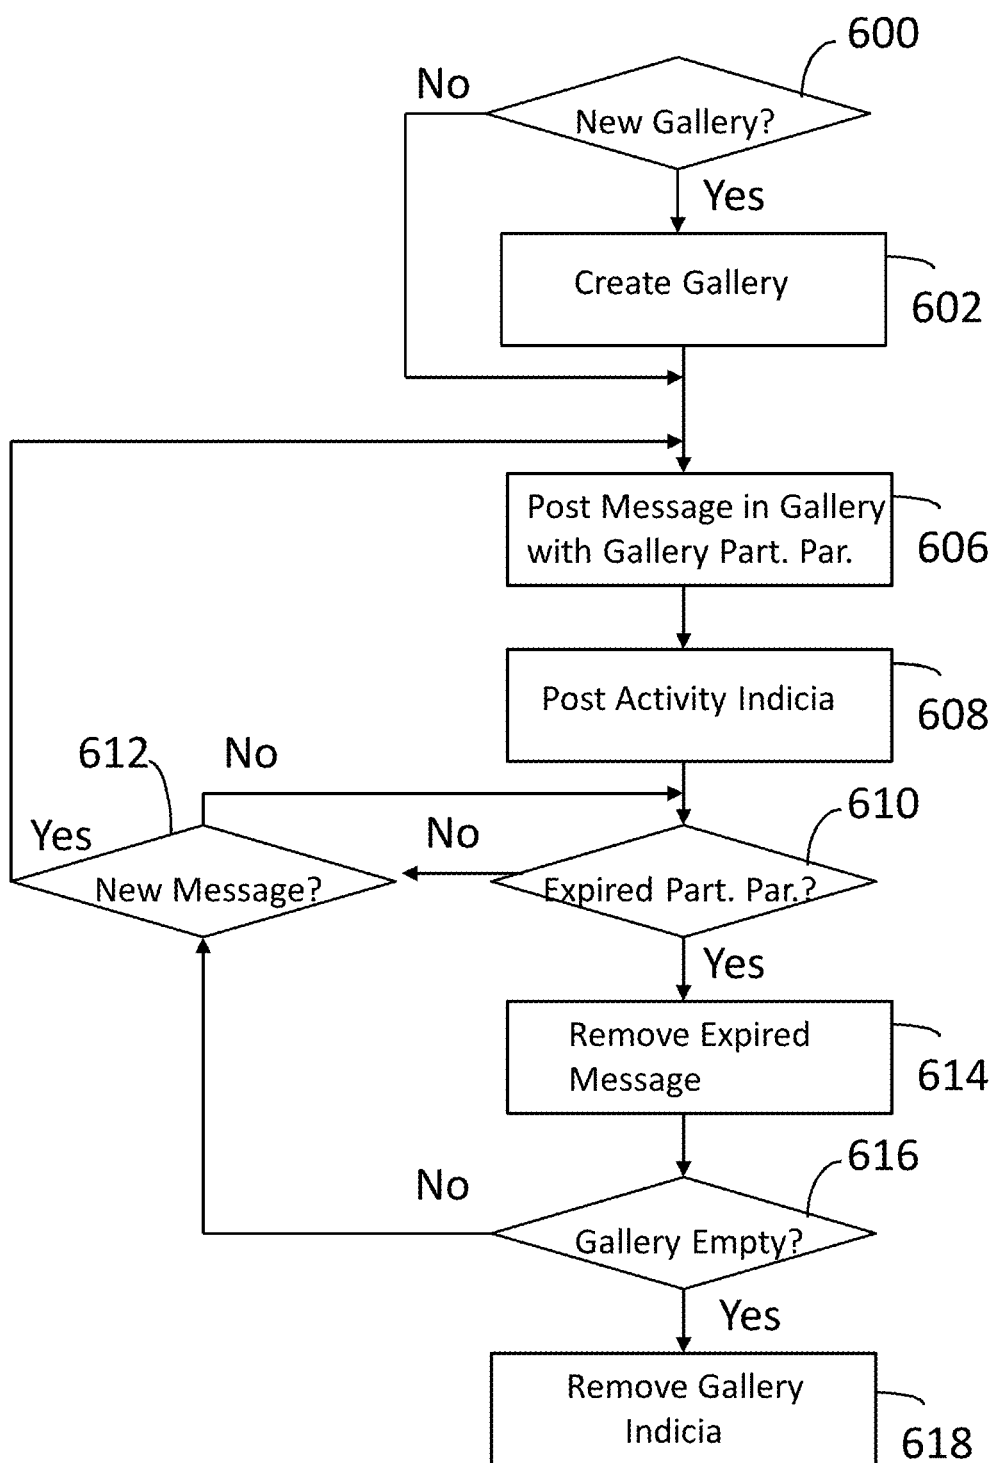 600
No
New Gallery?
Yes
Create Gallery
602
Post Message in Gallery
with Gallery Part. Par.
606
Post Activity Indicia
608
612
No
610
Yes
No
New Message?
Expired Part. Par.?
Yes
Remove Expired
Message
614
616
No
Gallery Empty?
Yes
Remove Gallery
Indicia
618